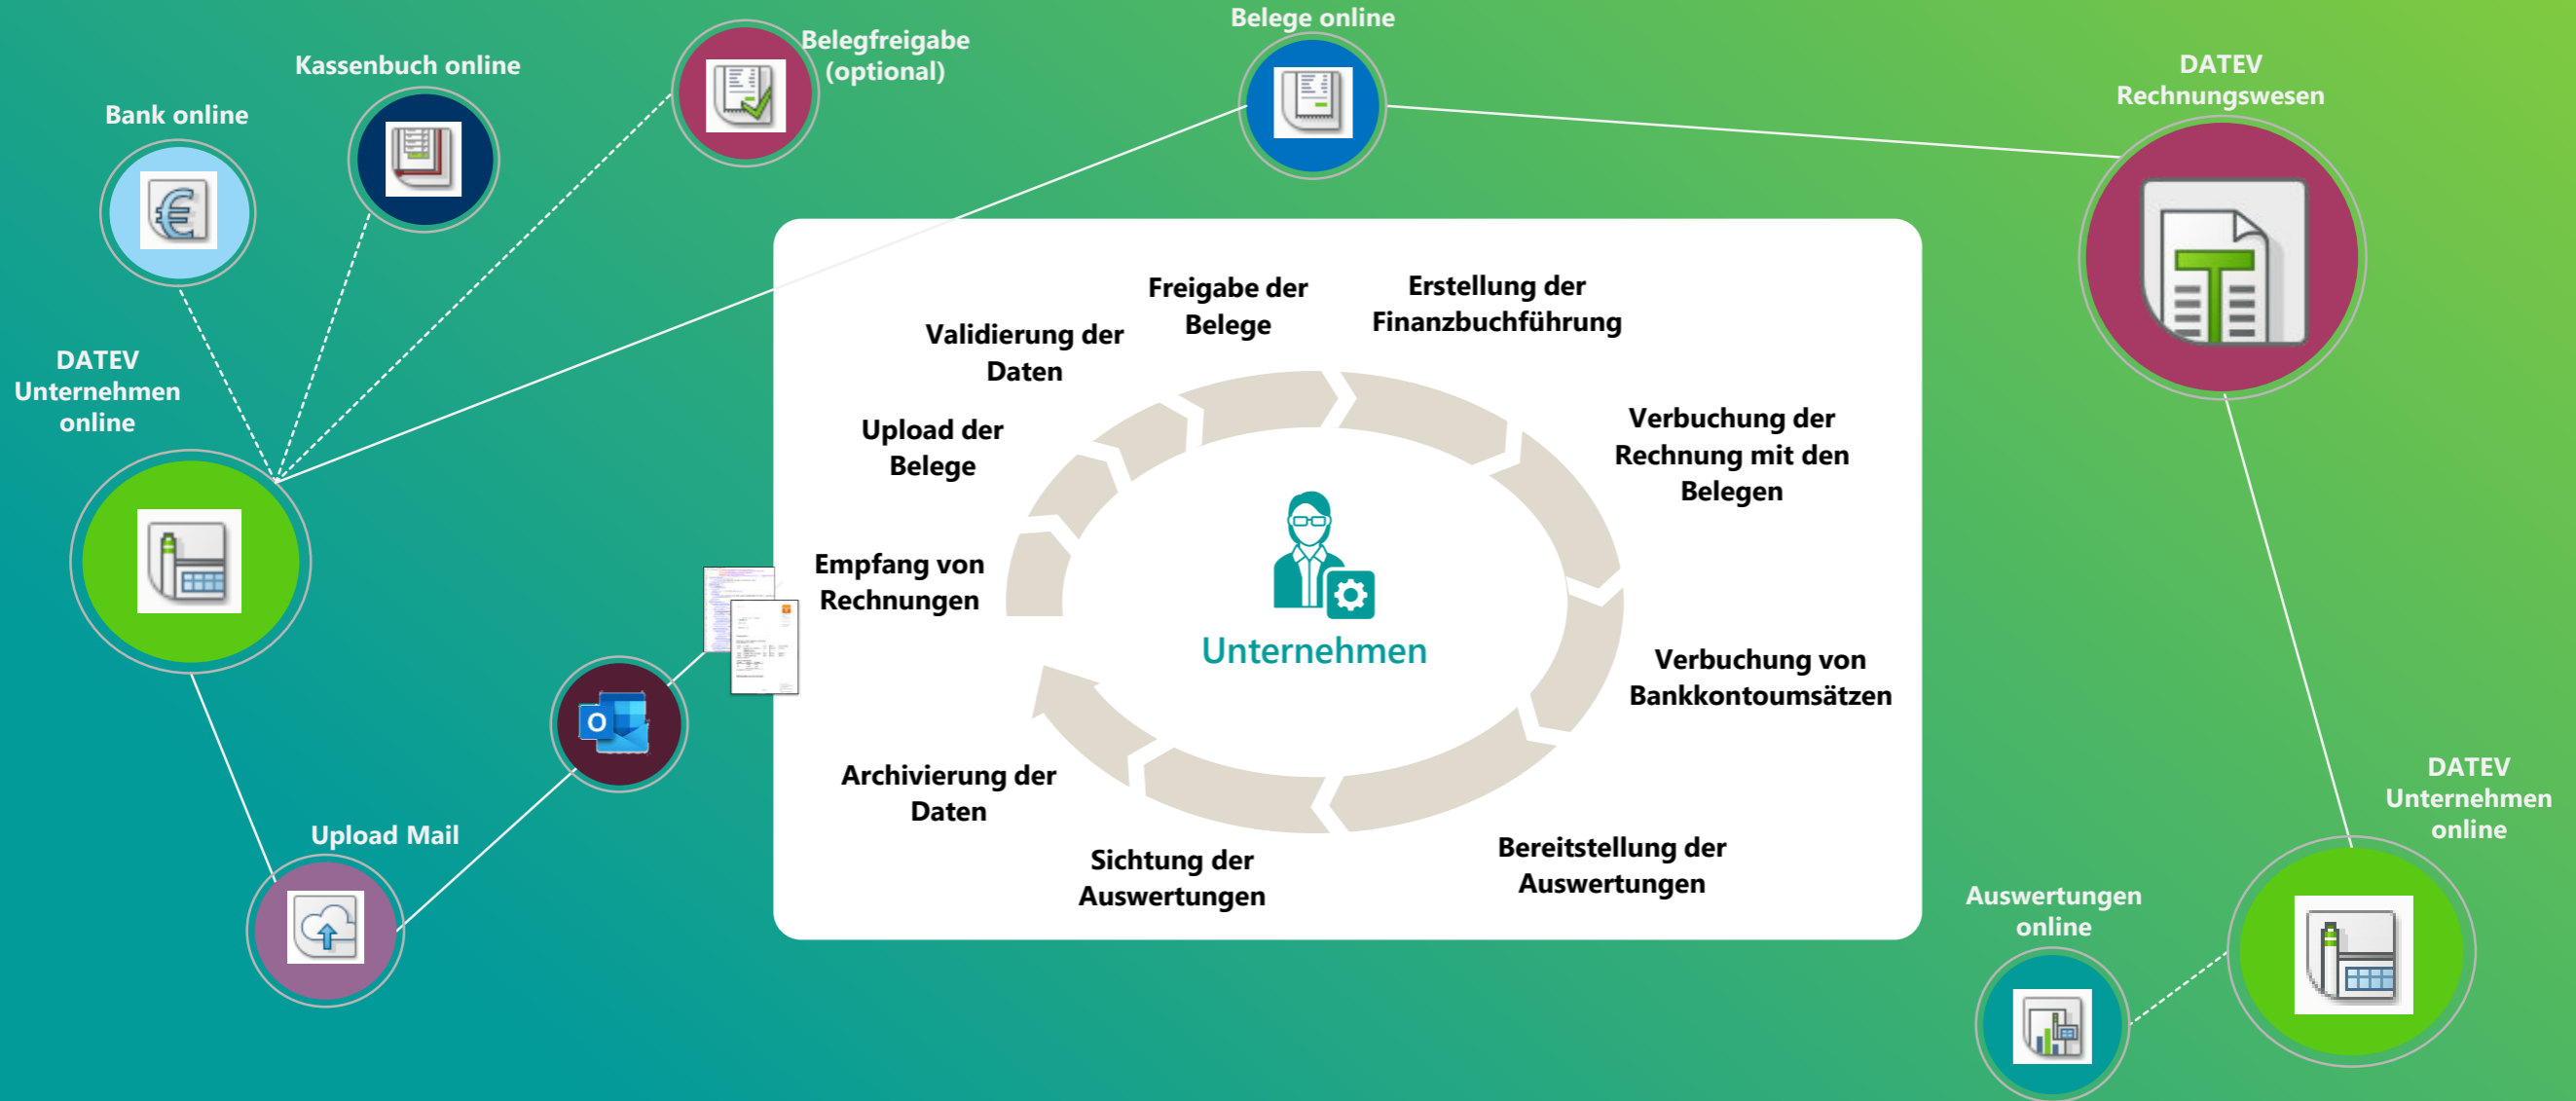 Belege online
Belegfreigabe
(optional)
Kassenbuch online
DATEV
Rechnungswesen
Bank online
Freigabe der
Belege
Erstellung der
Finanzbuchführung
Validierung der
Daten
DATEV
Unternehmen
online
Upload der
Belege
Verbuchung der
Rechnung mit den
Belegen
Empfang von
Rechnungen
Unternehmen
Verbuchung von
Bankkontoumsätzen
O
Archivierung der
Daten
DATEV
Unternehmen
online
Upload Mail
Sichtung der
Auswertungen
Bereitstellung der
Auswertungen
Auswertungen
online